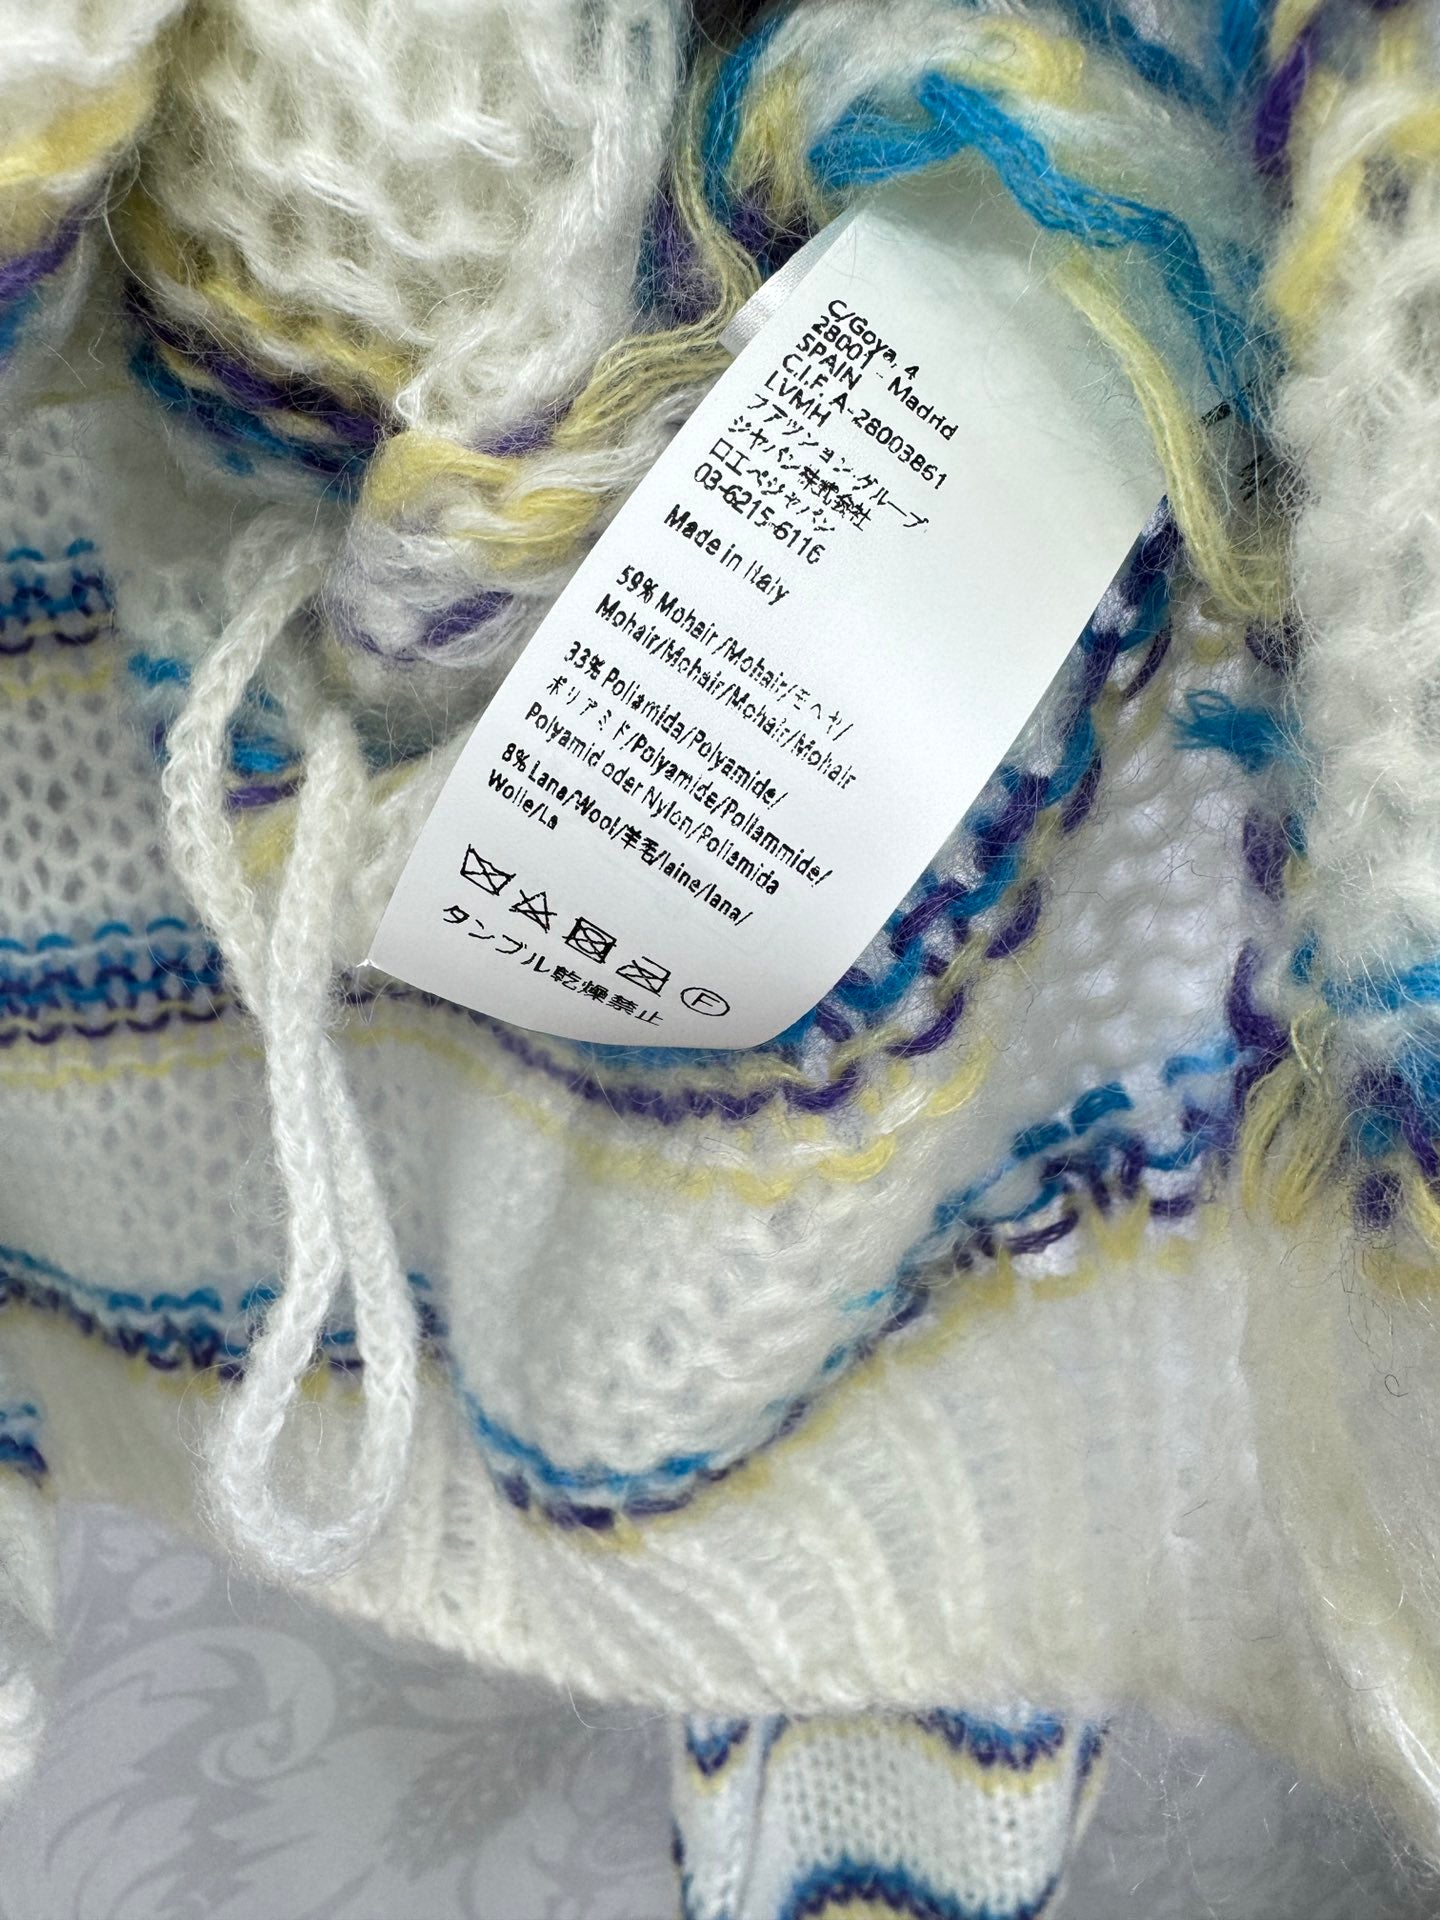 C/Goya, 4
28001 - Madrid
SPAIN
C.I.F. A-28003861
LVMH
ファッション.グループ
ジャパン株式会社
ロエベジャパン
03-6215-6116
Made in Italy
59% Mohair /Mohair/モヘヤ/
Mohair/Mohair/Mohair/Mohair
33% Poliamida/Polyamide/
ポリアミド/Polyamide/Poliammide/
Polyamid oder Nylon/Poliamida
8% Lana/Wool/羊毛/laine/lana/
Wolle/La
F
タンブル乾燥禁止